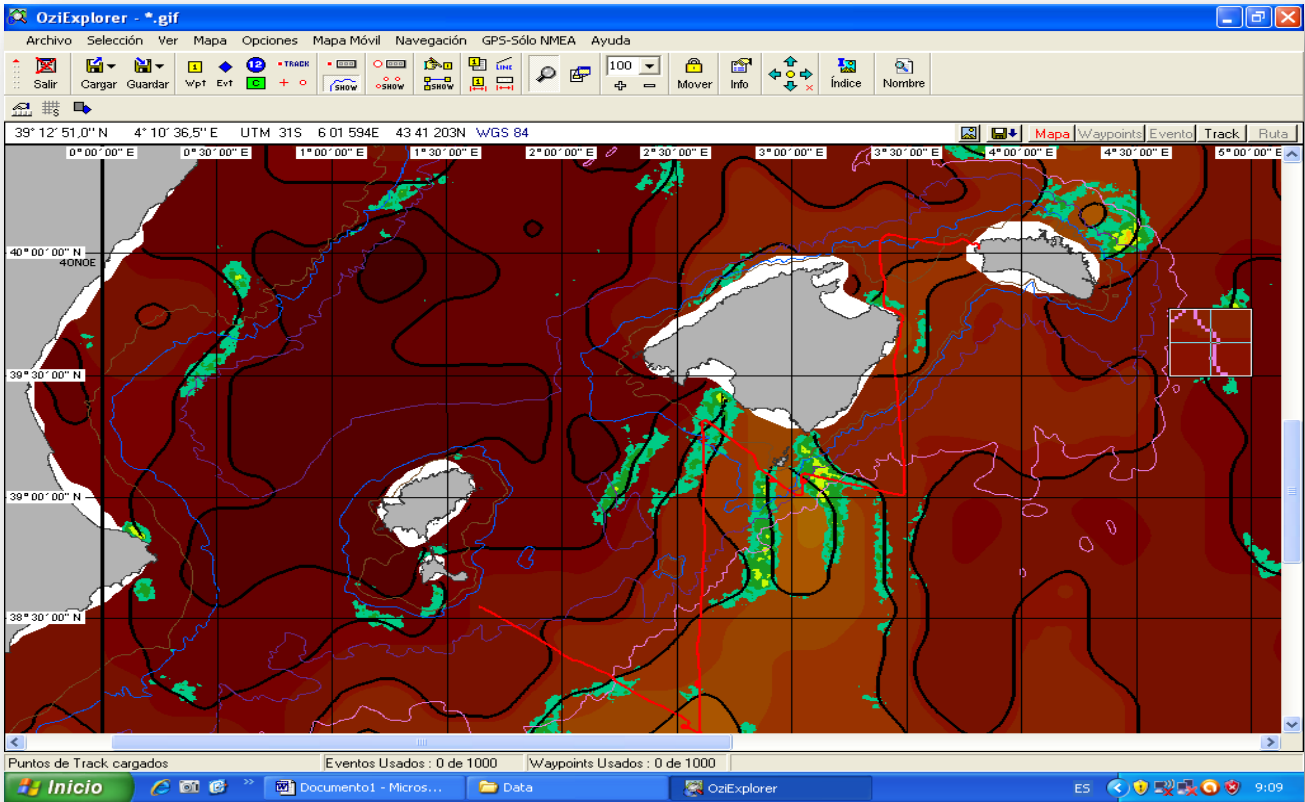 OziExplorer - *.gif
Archivo Selección Ver Mapa Opciones Mapa Móvil Navegación GPS-Sólo NMEA Ayuda
1 12 •TRACK LINE 100
Salir Cargar Guardar Wpt Evt C SHOW SHOW SHOW Mover Info Índice Nombre
39° 12´ 51,0'' N 4° 10´ 36,5'' E UTM 31S 6 01 594E 43 41 203N WGS 84 Mapa Waypoints Evento Track Ruta
0° 00´ 00'' E 0° 30´ 00'' E 1° 00´ 00'' E 1° 30´ 00'' E 2° 00´ 00'' E 2° 30´ 00'' E 3° 00´ 00'' E 3° 30´ 00'' E 4° 00´ 00'' E 4° 30´ 00'' E 5° 00´ 00'' E
40° 00´ 00'' N
40N0E
39° 30´ 00'' N
39° 00´ 00'' N
38° 30´ 00'' N
Puntos de Track cargados Eventos Usados : 0 de 1000 Waypoints Usados : 0 de 1000
Inicio » Documento1 - Micros... Data OziExplorer ES 9:09